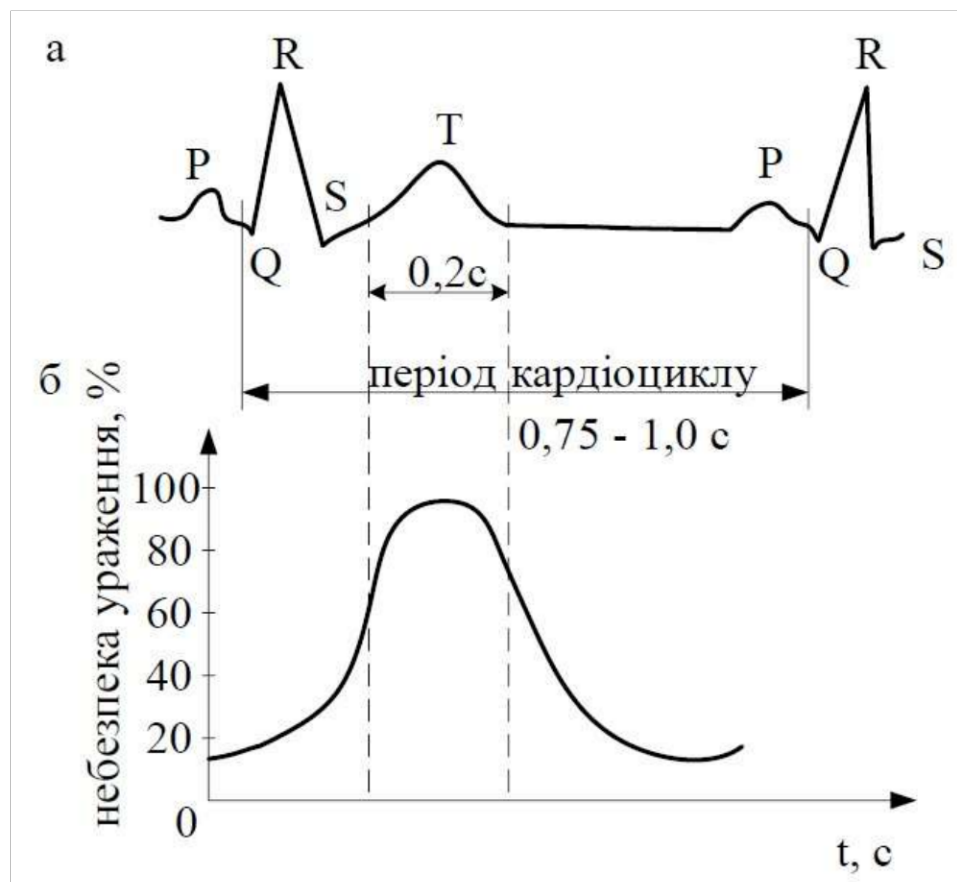 а
R
R
P
T
P
S
Q
Q
S
0,2с
б
період кардіоциклу
0,75 - 1,0 с
небезпека ураження, %
100
80
60
40
20
0
t, с